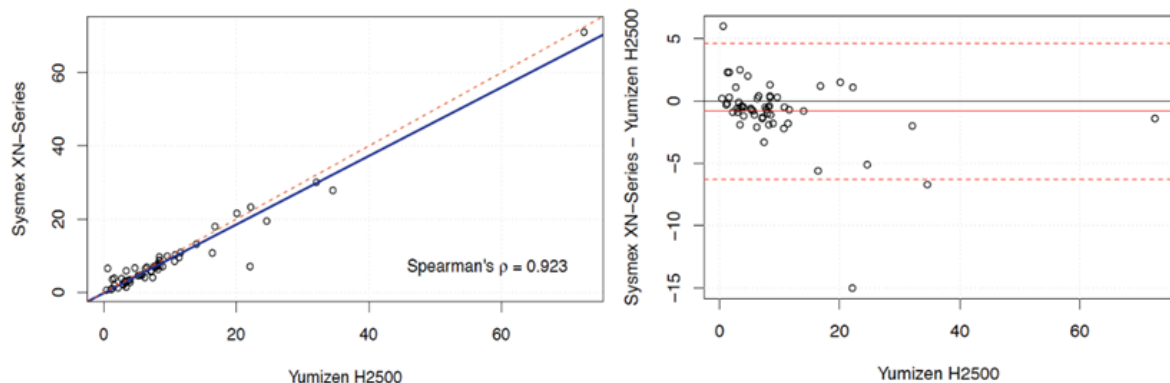 Sysmex XN−Series
60
40
20
0
Spearman's ρ = 0.923
0 20 40 60
Yumizen H2500
Sysmex XN−Series − Yumizen H2500
5
0
−5
−10
−15
0 20 40 60
Yumizen H2500